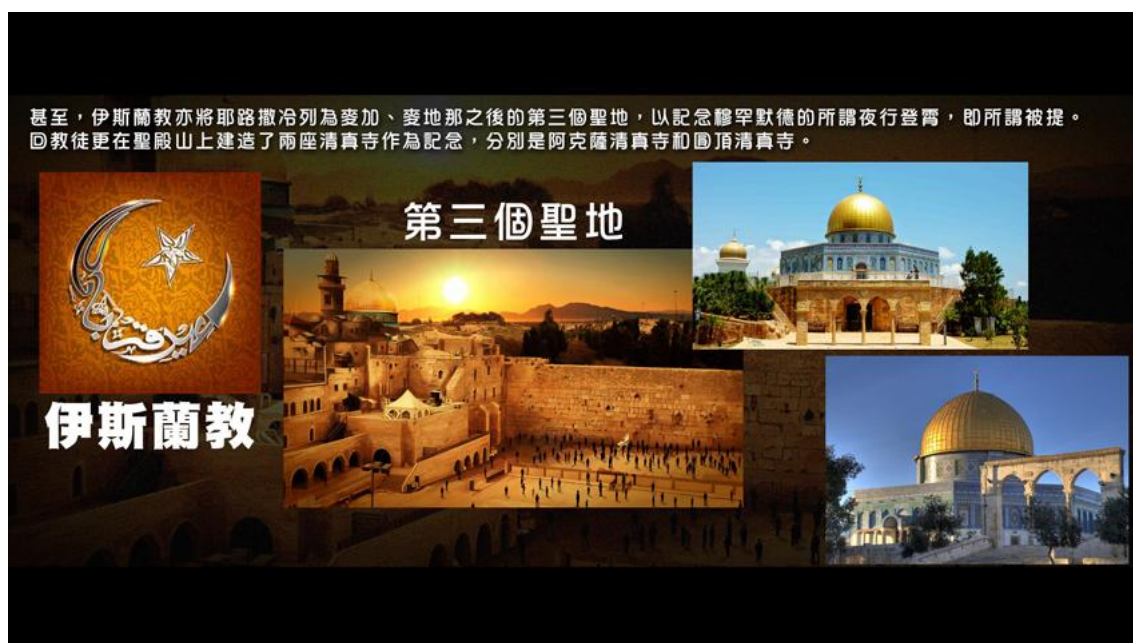 甚至，伊斯蘭教亦將耶路撒冷列為麥加、麥地那之後的第三個聖地，以記念穆罕默德的所謂夜行登霄，即所謂被提。
回教徒更在聖殿山上建造了兩座清真寺作為記念，分別是阿克薩清真寺和圓頂清真寺。
第三個聖地
伊斯蘭教